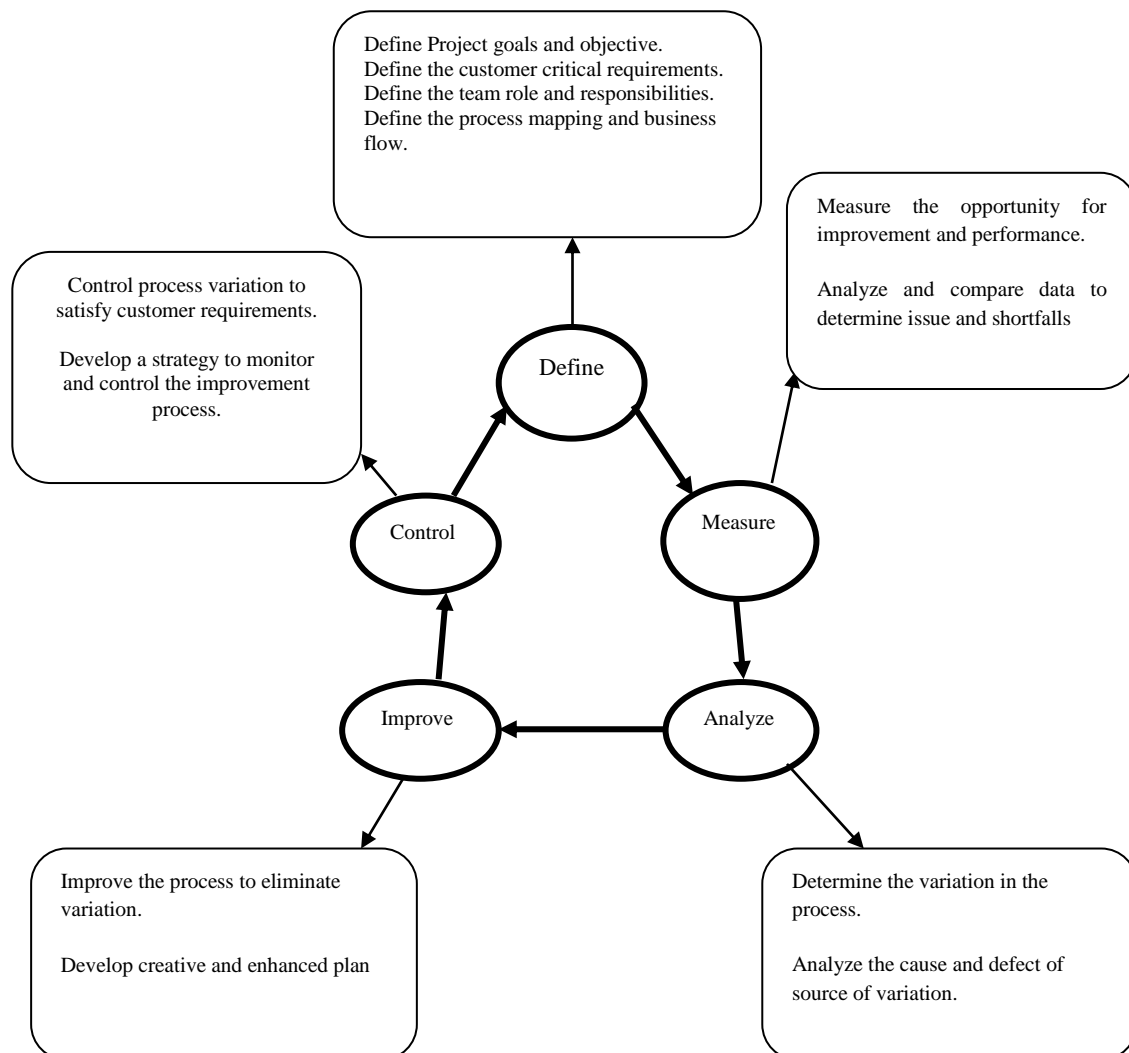 Define Project goals and objective.
Define the customer critical requirements.
Define the team role and responsibilities.
Define the process mapping and business
flow.
Measure the opportunity for
improvement and performance.
Analyze and compare data to
determine issue and shortfalls
Control process variation to
satisfy customer requirements.
Develop a strategy to monitor
and control the improvement
process.
Define
Measure
Control
Improve
Analyze
Improve the process to eliminate
variation.
Develop creative and enhanced plan
Determine the variation in the
process.
Analyze the cause and defect of
source of variation.